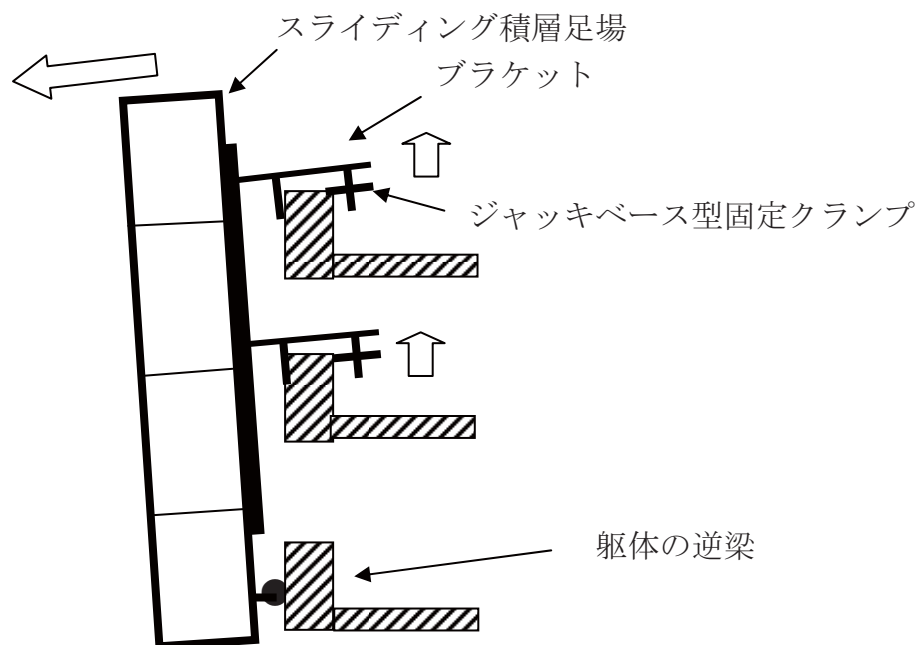 スライディング積層足場
ブラケット
ジャッキベース型固定クランプ
躯体の逆梁